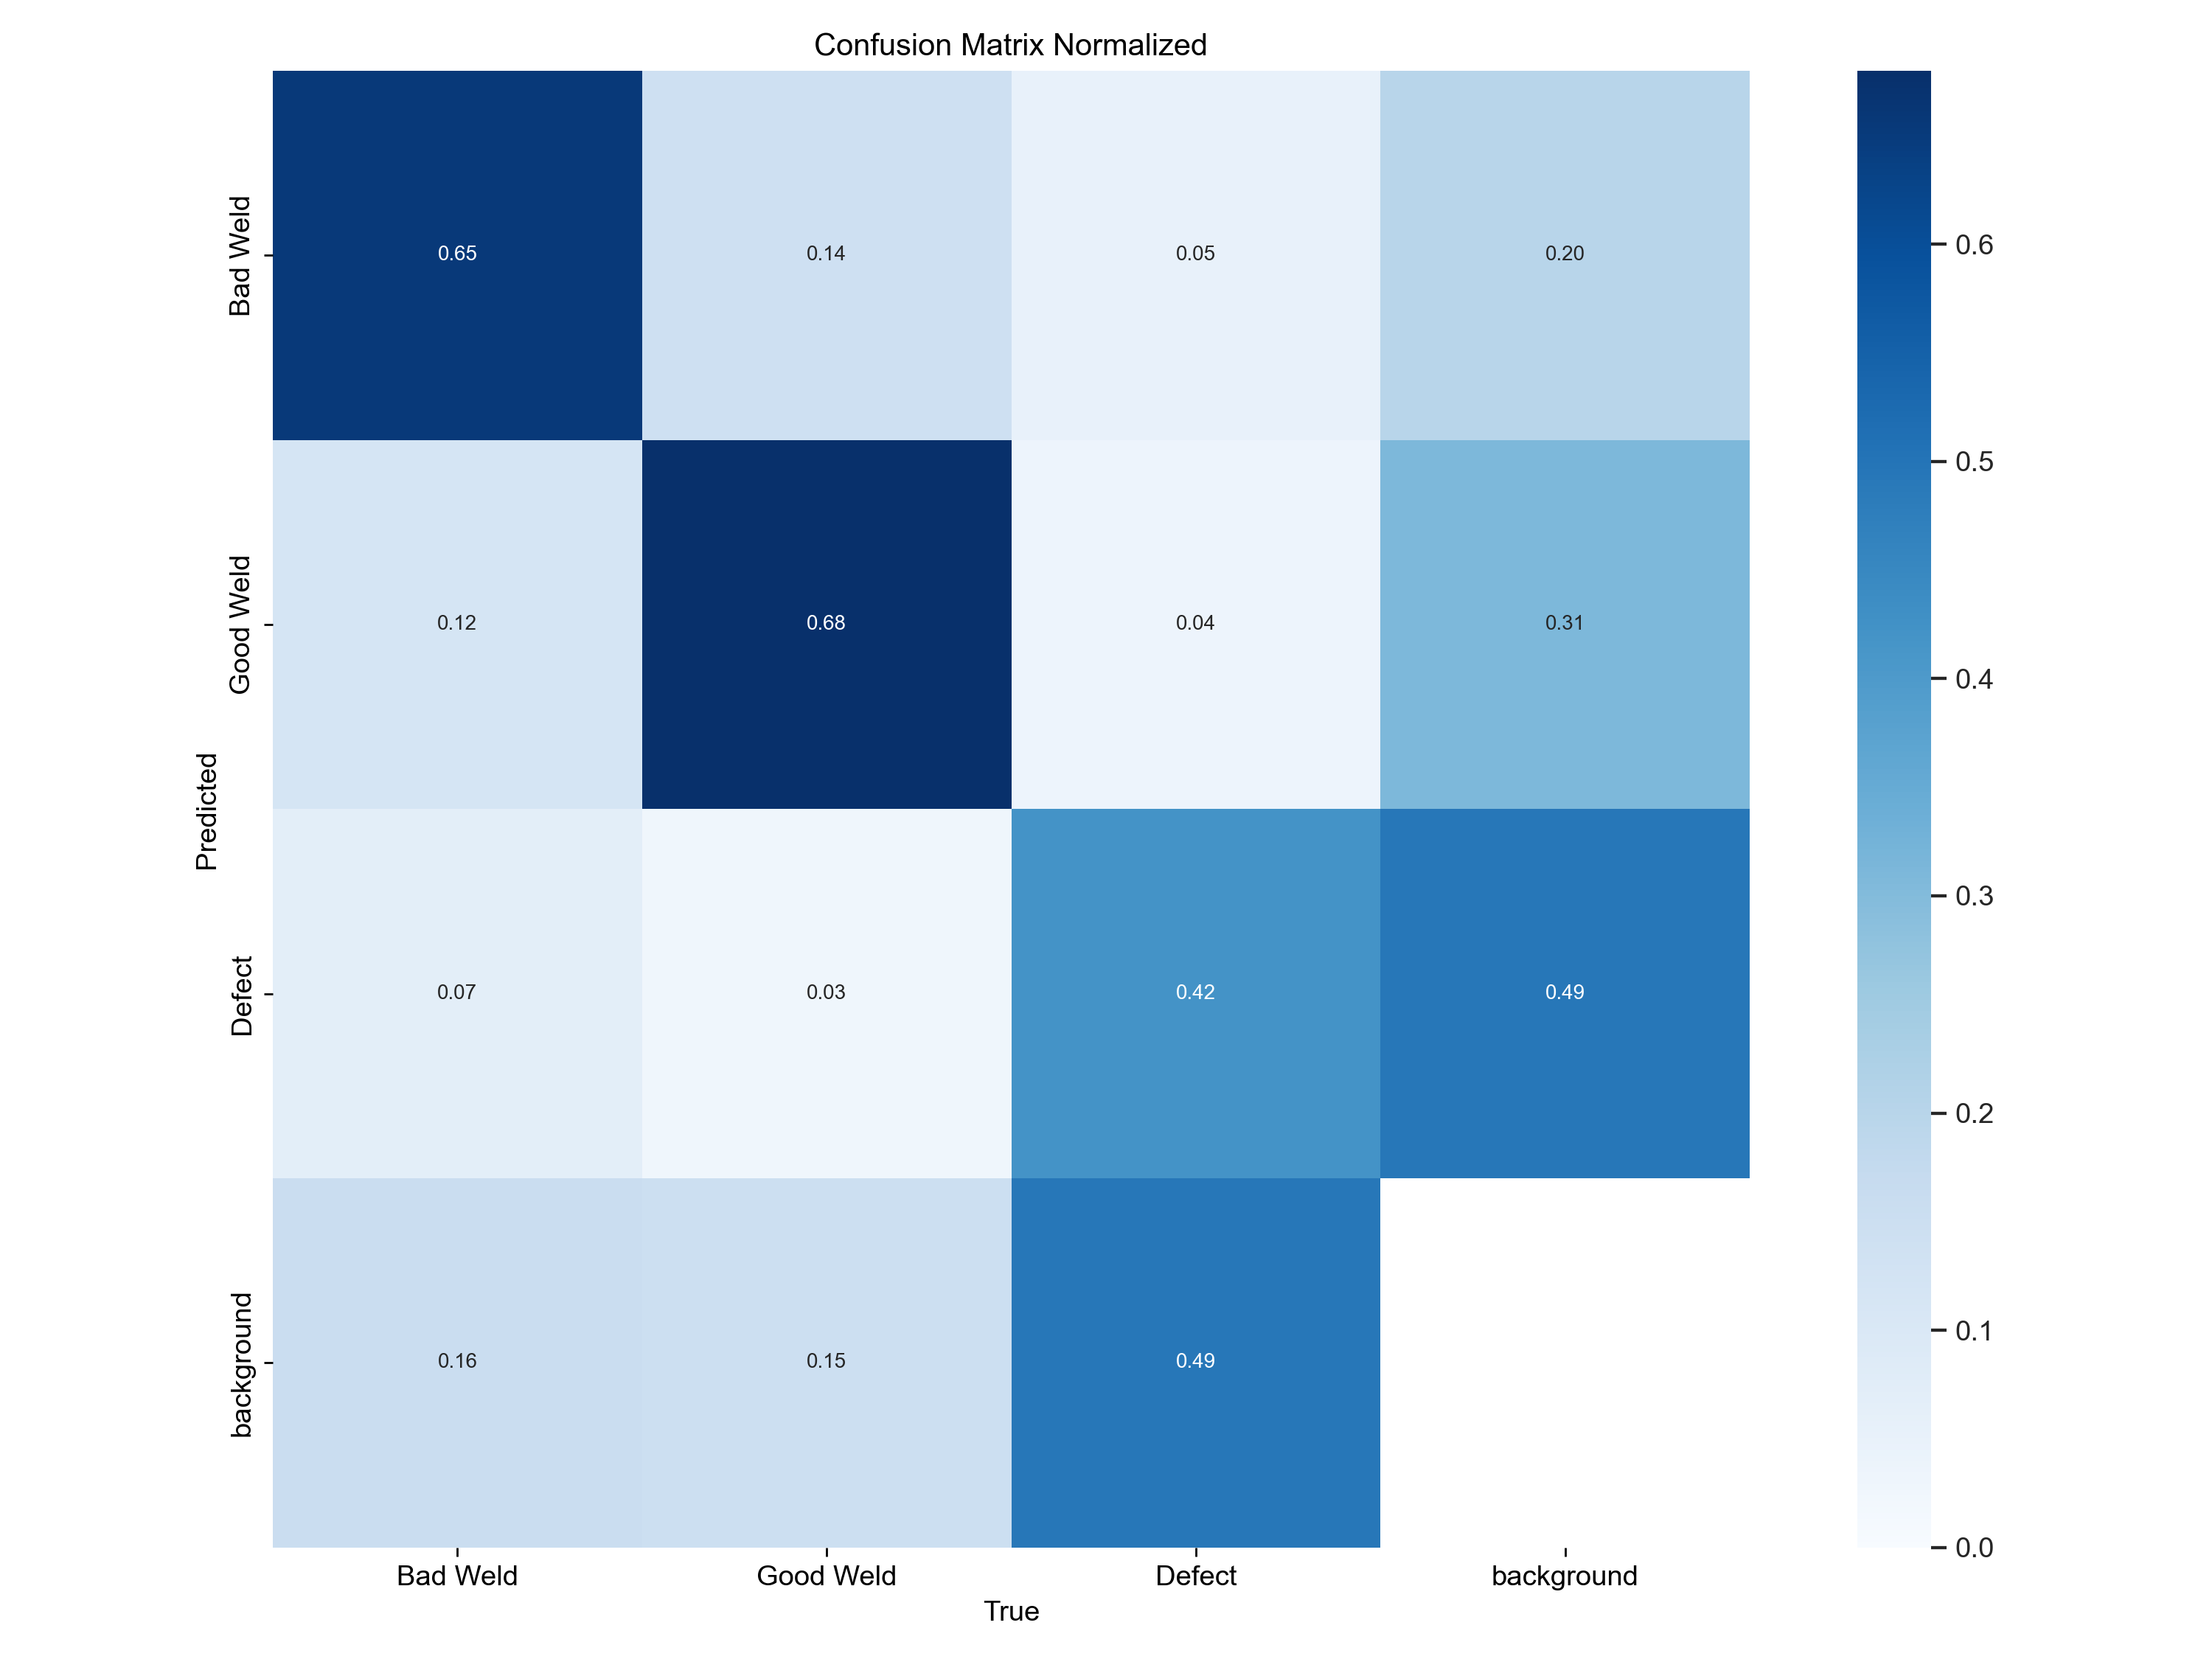 Confusion Matrix Normalized
Predicted
Bad Weld
0.65
0.14
0.05
0.20
Good Weld
0.12
0.68
0.04
0.31
Defect
0.07
0.03
0.42
0.49
background
0.16
0.15
0.49
Bad Weld
Good Weld
Defect
background
True
0.6
0.5
0.4
0.3
0.2
0.1
0.0